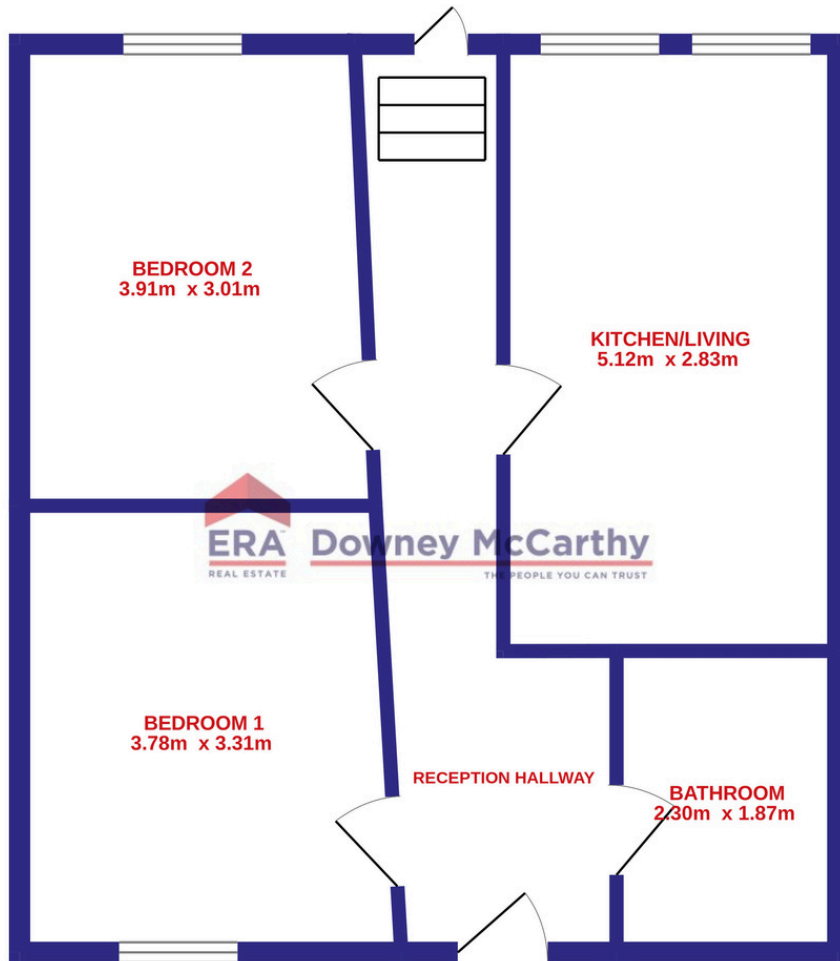 BEDROOM 2
3.91m x 3.01m
KITCHEN/LIVING
5.12m x 2.83m
ERA™ Downey McCarthy
REAL ESTATE THE PEOPLE YOU CAN TRUST
BEDROOM 1
3.78m x 3.31m
RECEPTION HALLWAY
BATHROOM
2.30m x 1.87m